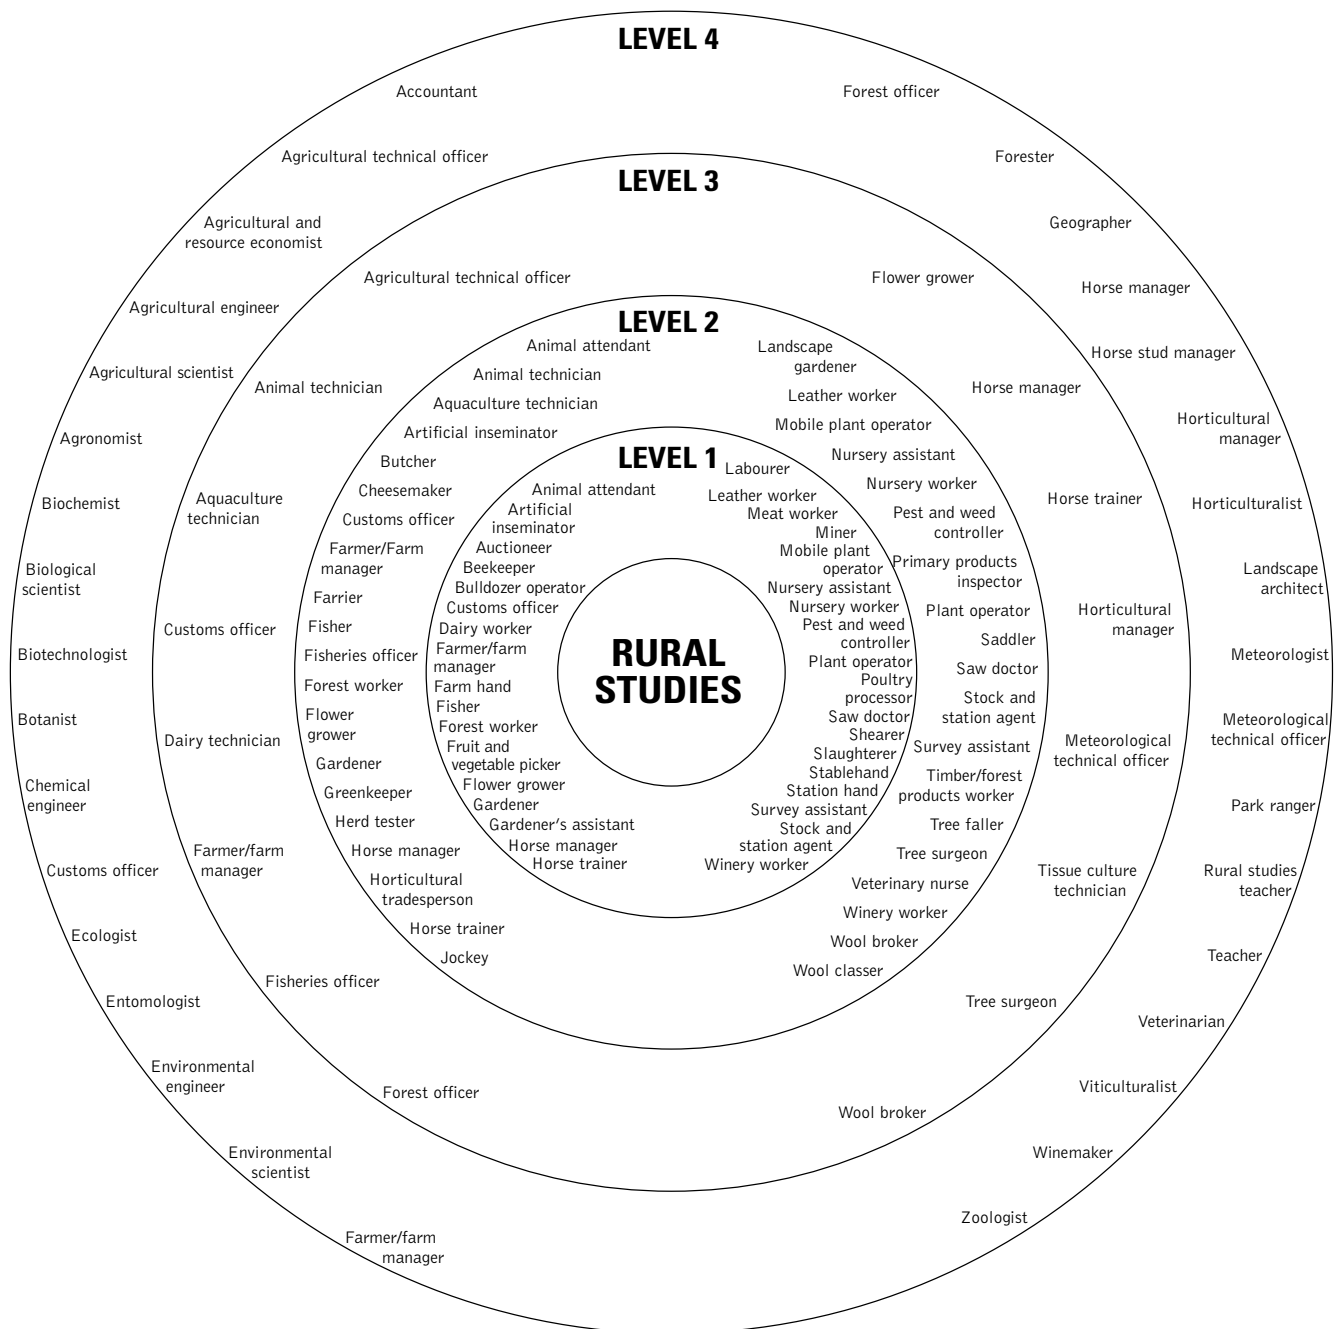 LEVEL 4
Accountant
Agricultural technical officer
Agricultural and
resource economist
Agricultural engineer
Agricultural scientist
Agronomist
Biochemist
Biological
scientist
Biotechnologist
Botanist
Chemical
engineer
Customs officer
Ecologist
Entomologist
Environmental
engineer
Environmental
scientist
Farmer/farm
manager
Forest officer
Forester
Geographer
Horse manager
Horse stud manager
Horticultural
manager
Horticulturalist
Landscape
architect
Meteorologist
Meteorological
technical officer
Park ranger
Rural studies
teacher
Teacher
Veterinarian
Viticulturalist
Winemaker
Zoologist
LEVEL 3
Agricultural technical officer
Animal technician
Aquaculture
technician
Customs officer
Dairy technician
Farmer/farm
manager
Fisheries officer
Forest officer
Flower grower
Horse manager
Horse trainer
Horticultural
manager
Meteorological
technical officer
Tissue culture
technician
Tree surgeon
Wool broker
LEVEL 2
Animal attendant
Animal technician
Aquaculture technician
Artificial inseminator
Butcher
Cheesemaker
Customs officer
Farmer/Farm
manager
Farrier
Fisher
Fisheries officer
Forest worker
Flower
grower
Gardener
Greenkeeper
Herd tester
Horse manager
Horticultural
tradesperson
Horse trainer
Jockey
Landscape
gardener
Leather worker
Mobile plant operator
Nursery assistant
Nursery worker
Pest and weed
controller
Primary products
inspector
Plant operator
Saddler
Saw doctor
Stock and
station agent
Survey assistant
Timber/forest
products worker
Tree faller
Tree surgeon
Veterinary nurse
Winery worker
Wool broker
Wool classer
LEVEL 1
Animal attendant
Artificial
inseminator
Auctioneer
Beekeeper
Bulldozer operator
Customs officer
Dairy worker
Farmer/farm
manager
Farm hand
Fisher
Forest worker
Fruit and
vegetable picker
Flower grower
Gardener
Gardener's assistant
Horse manager
Horse trainer
Labourer
Leather worker
Meat worker
Miner
Mobile plant
operator
Nursery assistant
Nursery worker
Pest and weed
controller
Plant operator
Poultry
processor
Saw doctor
Shearer
Slaughterer
Stablehand
Station hand
Survey assistant
Stock and
station agent
Winery worker
RURAL
STUDIES